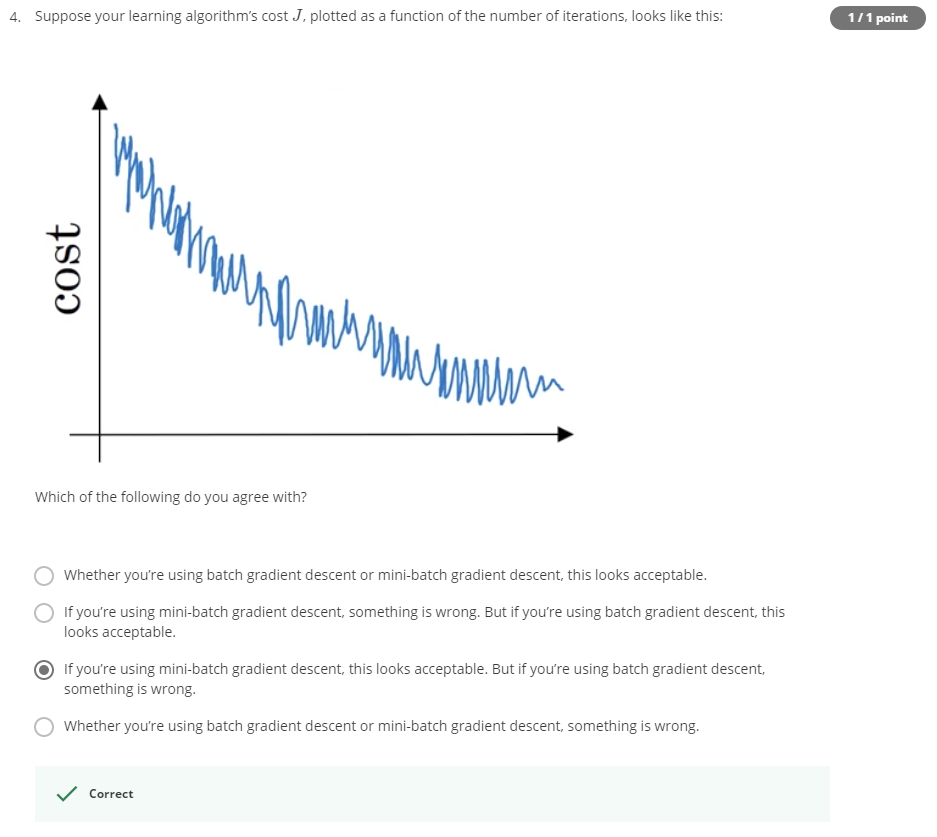 4. Suppose your learning algorithm's cost J, plotted as a function of the number of iterations, looks like this:
1 / 1 point
cost
Which of the following do you agree with?
Whether you're using batch gradient descent or mini-batch gradient descent, this looks acceptable.
If you're using mini-batch gradient descent, something is wrong. But if you're using batch gradient descent, this
looks acceptable.
If you're using mini-batch gradient descent, this looks acceptable. But if you're using batch gradient descent,
something is wrong.
Whether you're using batch gradient descent or mini-batch gradient descent, something is wrong.
Correct